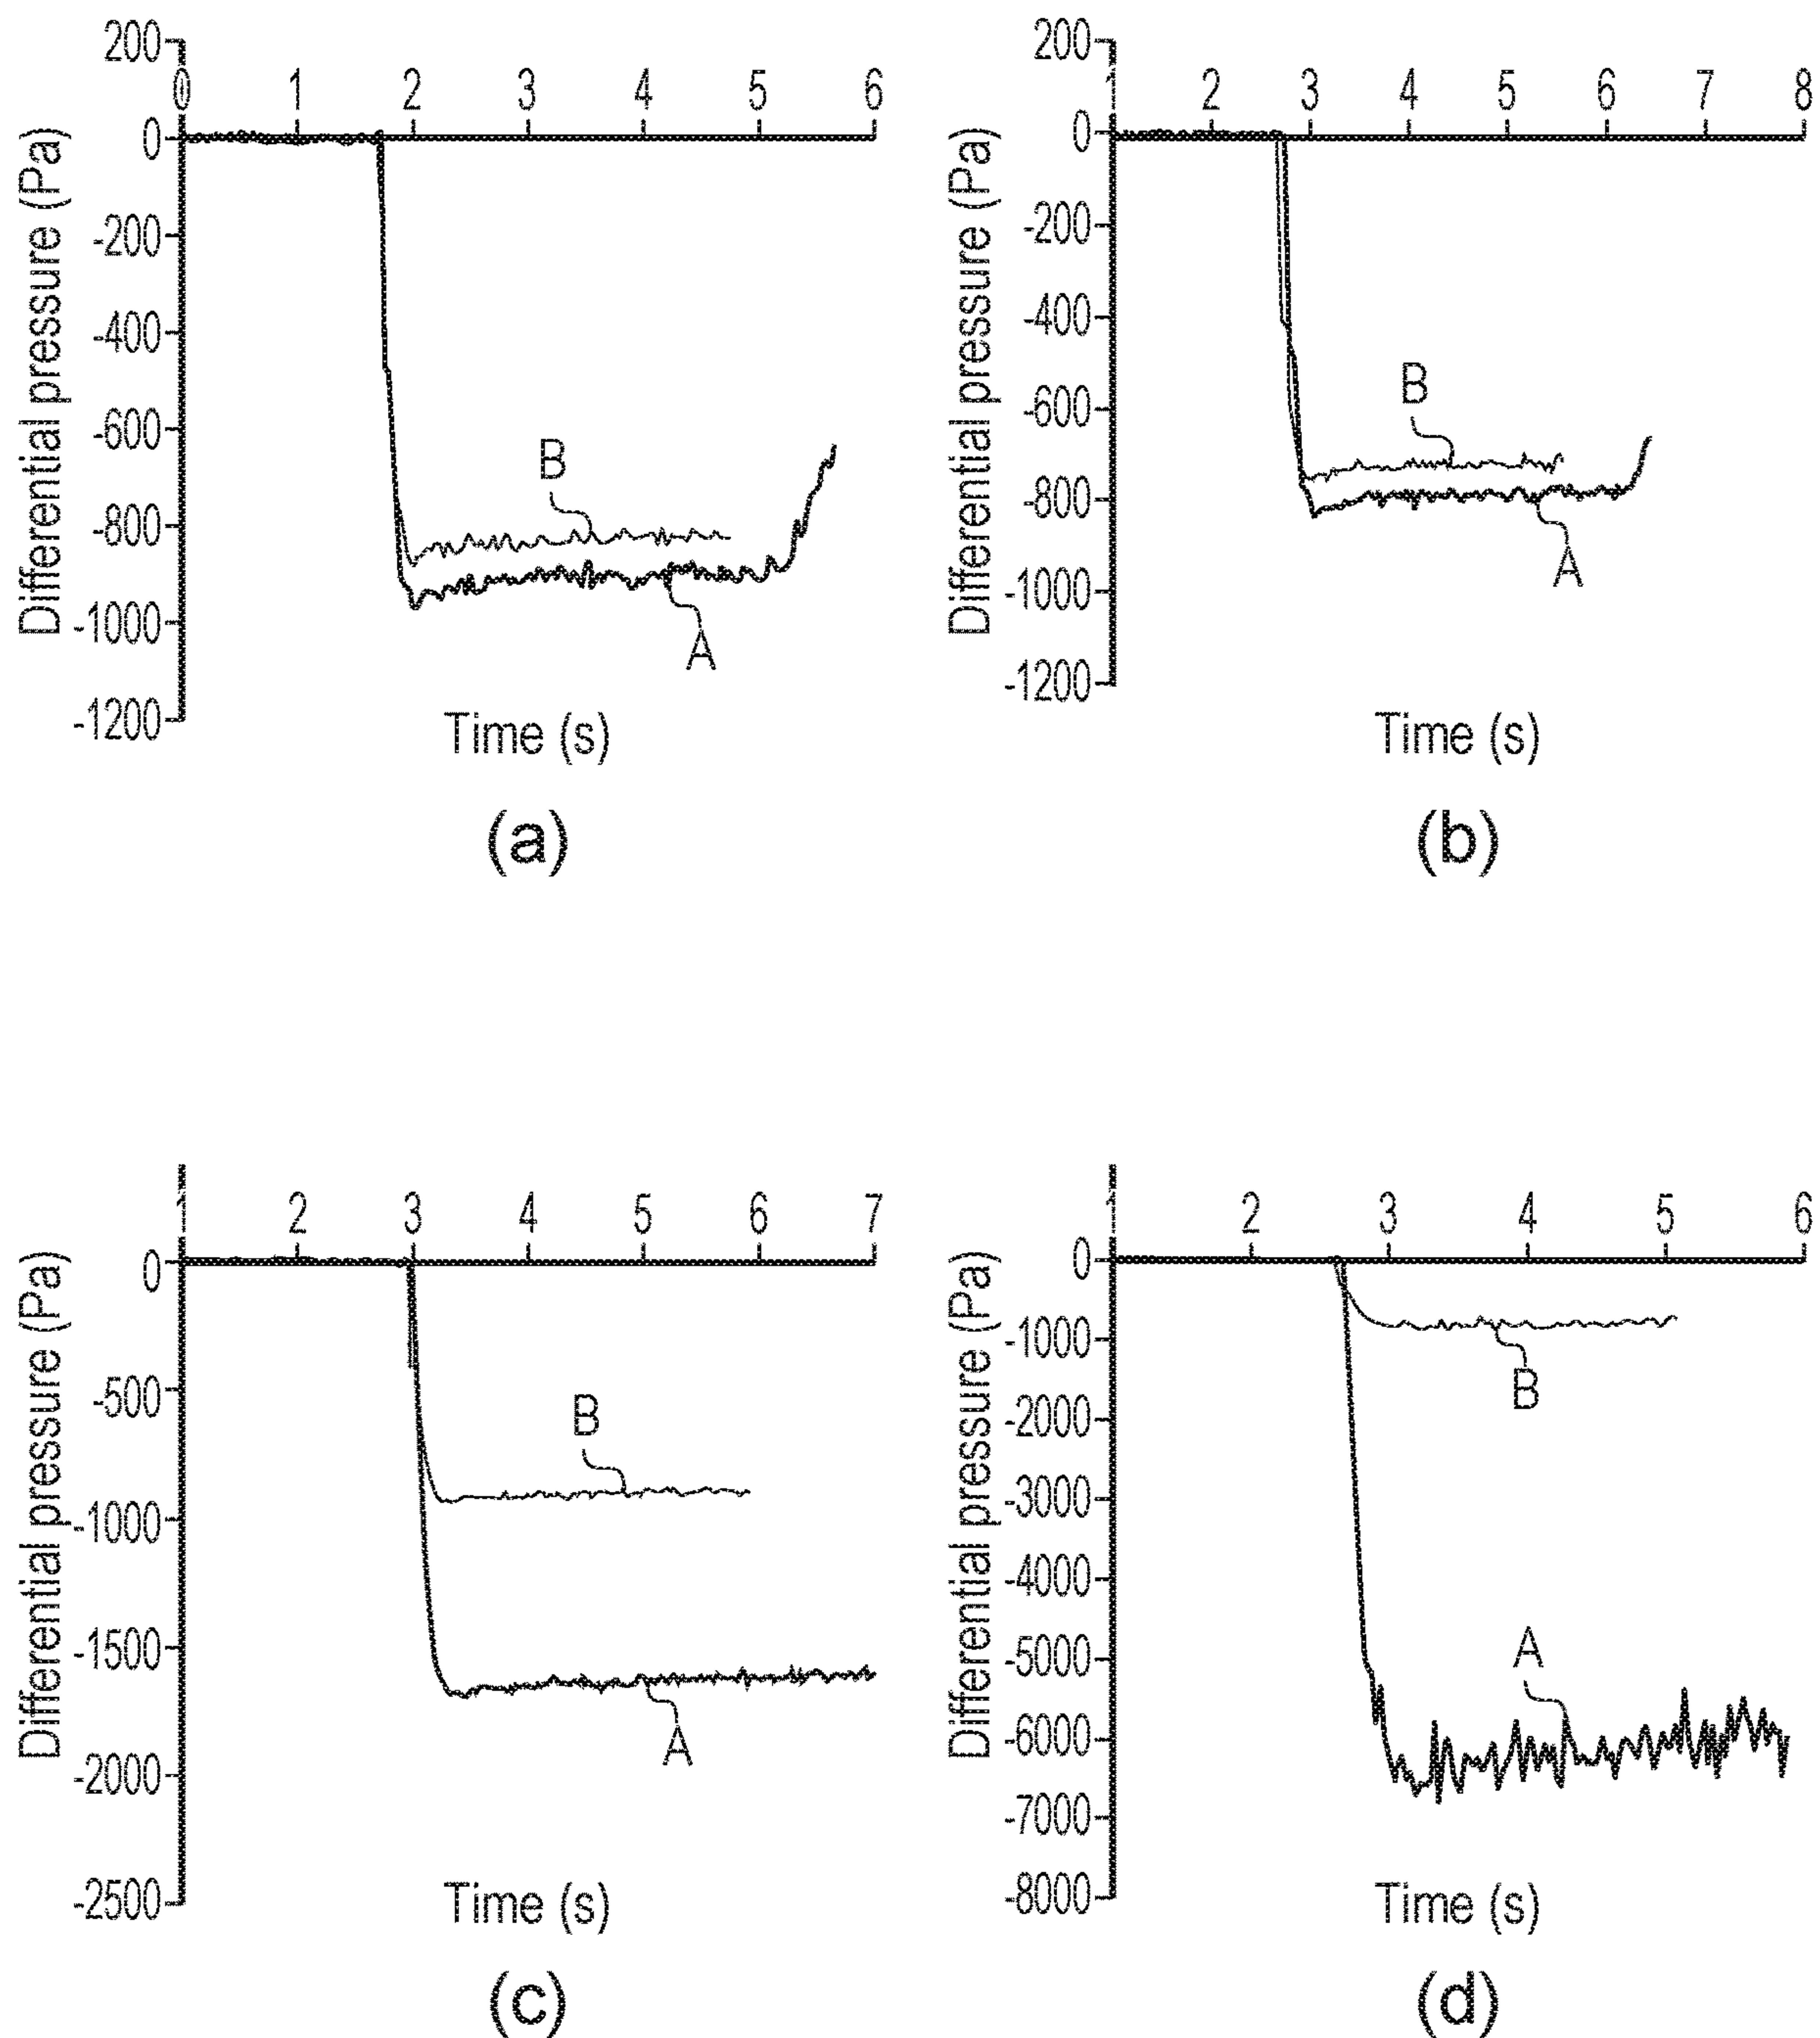 200
0 1 2 3 4 5 6
0
-200
-400
-600
-800
-1000
-1200
Differential pressure (Pa)
B
A
Time (s)
(a)
200
1 2 3 4 5 6 7 8
0
-200
-400
-600
-800
-1000
-1200
Differential pressure (Pa)
B
A
Time (s)
(b)
1 2 3 4 5 6 7
0
-500
-1000
-1500
-2000
-2500
Differential pressure (Pa)
B
A
Time (s)
(c)
1 2 3 4 5 6
0
-1000
-2000
-3000
-4000
-5000
-6000
-7000
-8000
Differential pressure (Pa)
B
A
Time (s)
(d)